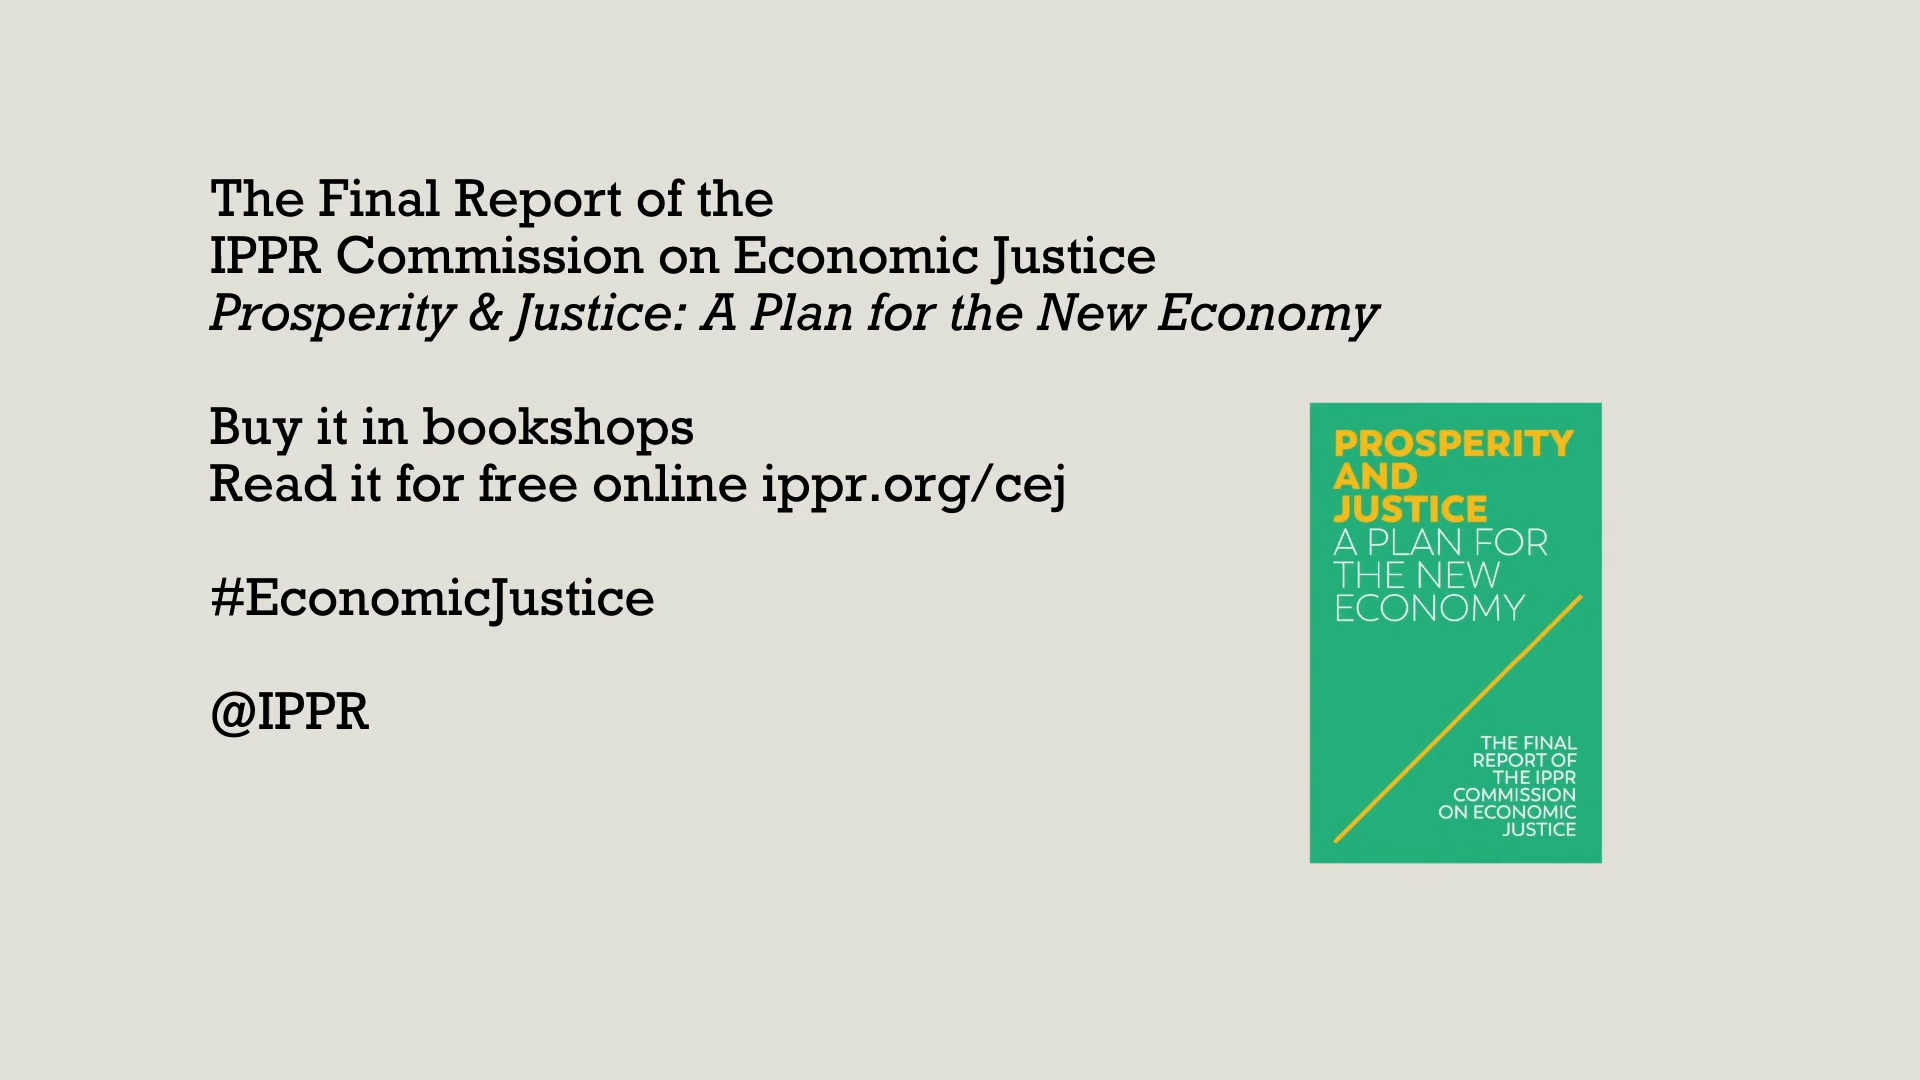 The Final Report of the
IPPR Commission on Economic Justice
Prosperity & Justice: A Plan for the New Economy
Buy it in bookshops
Read it for free online ippr.org/cej
#EconomicJustice
@IPPR
PROSPERITY
AND
JUSTICE
A PLAN FOR
THE NEW
ECONOMY
THE FINAL
REPORT OF
THE IPPR
COMMISSION
ON ECONOMIC
JUSTICE